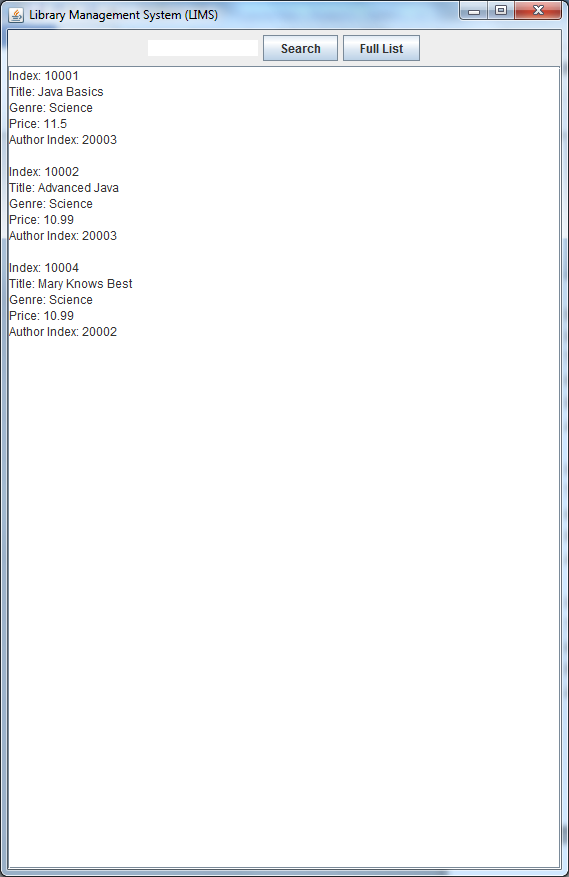 Library Management System (LIMS)
Search
Full List
Index: 10001
Title: Java Basics
Genre: Science
Price: 11.5
Author Index: 20003
Index: 10002
Title: Advanced Java
Genre: Science
Price: 10.99
Author Index: 20003
Index: 10004
Title: Mary Knows Best
Genre: Science
Price: 10.99
Author Index: 20002